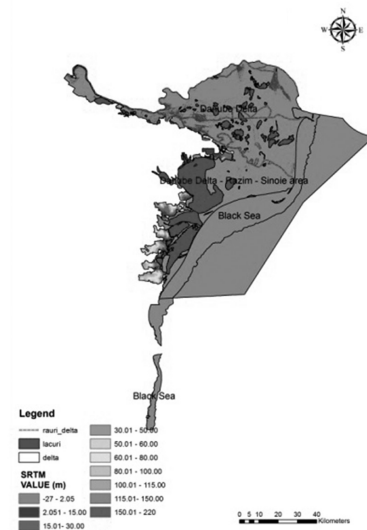 N
W E
S
Danube Delta
Danube Delta - Razim - Sinoie area
Black Sea
Black Sea
Legend
rauri_delta
lacuri
delta
SRTM
VALUE (m)
-27 - 2.05
2.051 - 15.00
15.01- 30.00
30.01 - 50.00
50.01 - 60.00
60.01 - 80.00
80.01 - 100.00
100.01 - 115.00
115.01- 150.00
150.01 - 220
0 5 10 20 30 40
Kilometers